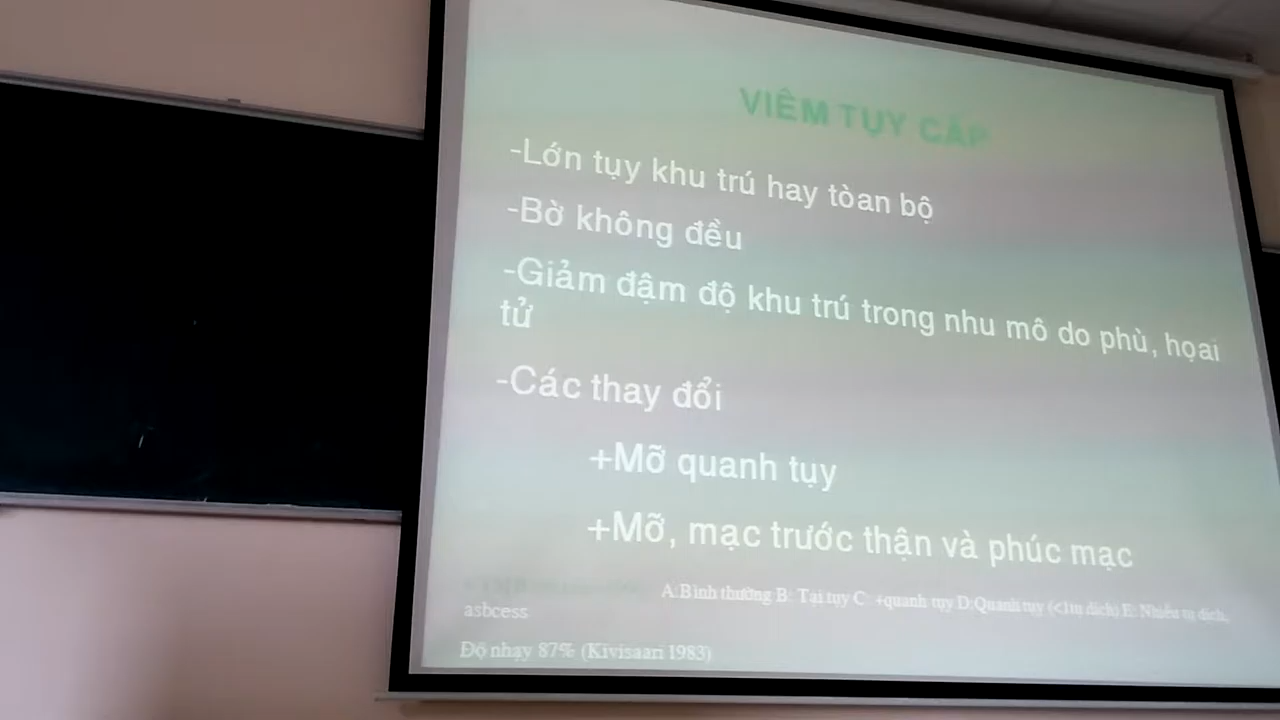 VIÊM TỤY CẤP
-Lớn tụy khu trú hay tòan bộ
-Bờ không đều
-Giảm đậm độ khu trú trong nhu mô do phù, họai
tử
-Các thay đổi
+Mỡ quanh tụy
+Mỡ, mạc trước thận và phúc mạc
A:Bình thường B: Tại tụy C: +quanh tụy D:Quanh tụy (<1tụ dịch) E: Nhiều tụ dịch,
asbcess
Độ nhạy 87% (Kivisaari 1983)